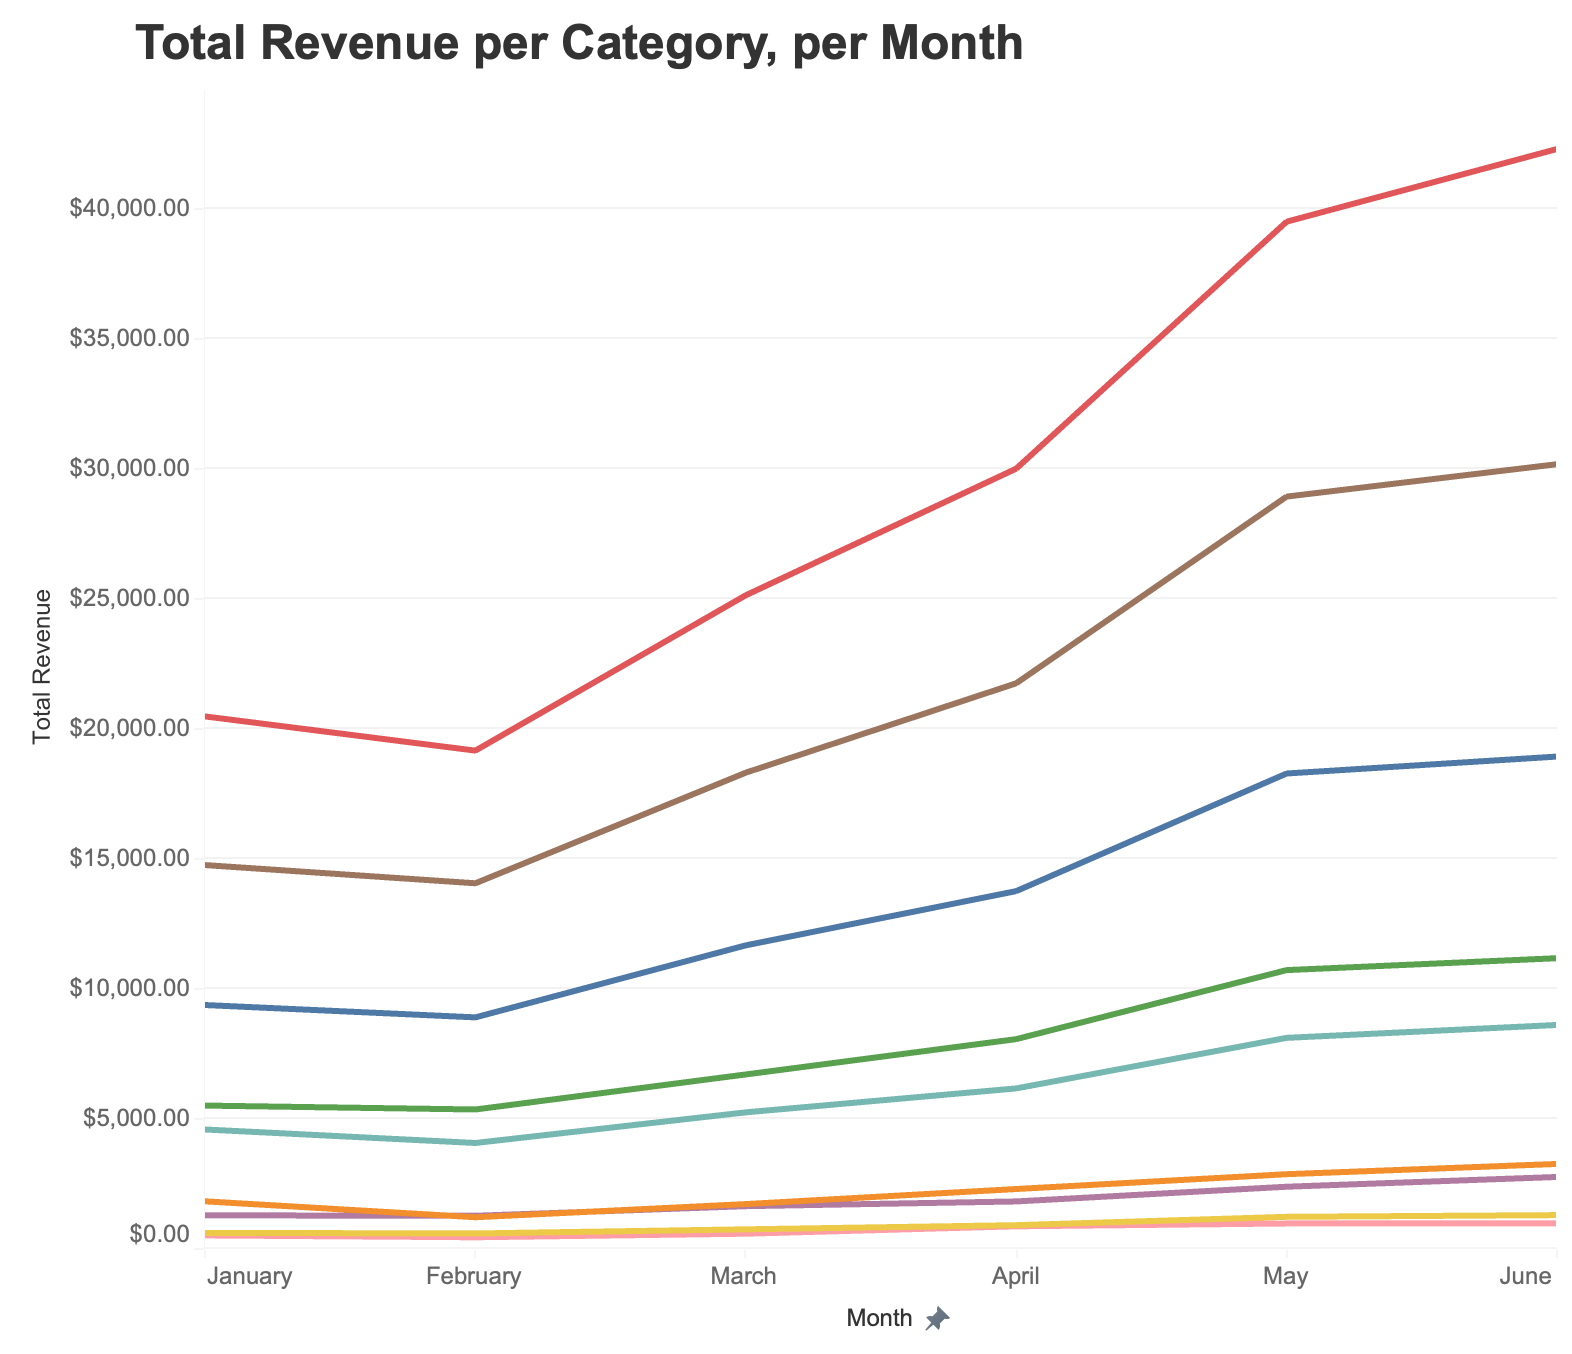 Total Revenue per Category, per Month
$40,000.00
$35,000.00
$30,000.00
$25,000.00
$20,000.00
$15,000.00
$10,000.00
$5,000.00
$0.00
Total Revenue
January February March April May June
Month